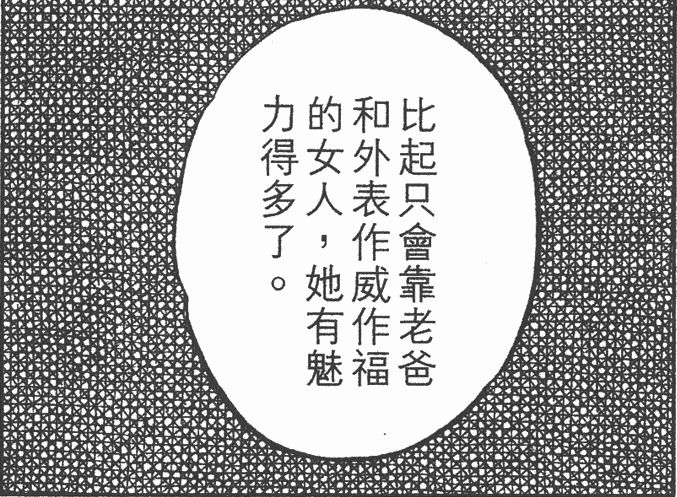 比起只會靠老爸
和外表作威作福
的女人，她有魅
力得多了。